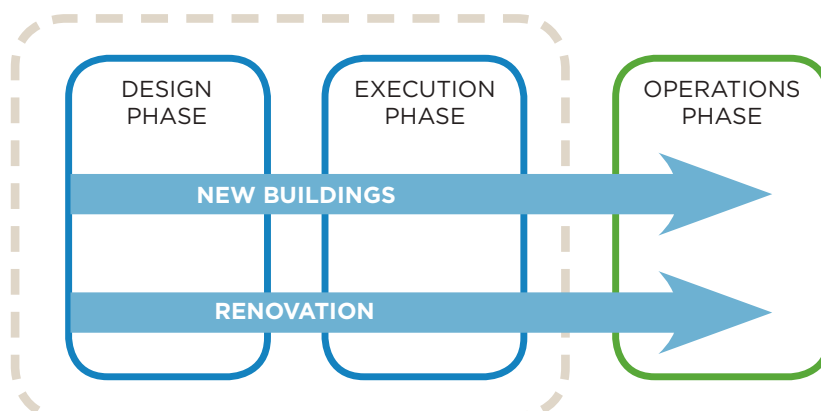 DESIGN
PHASE
EXECUTION
PHASE
OPERATIONS
PHASE
NEW BUILDINGS
RENOVATION